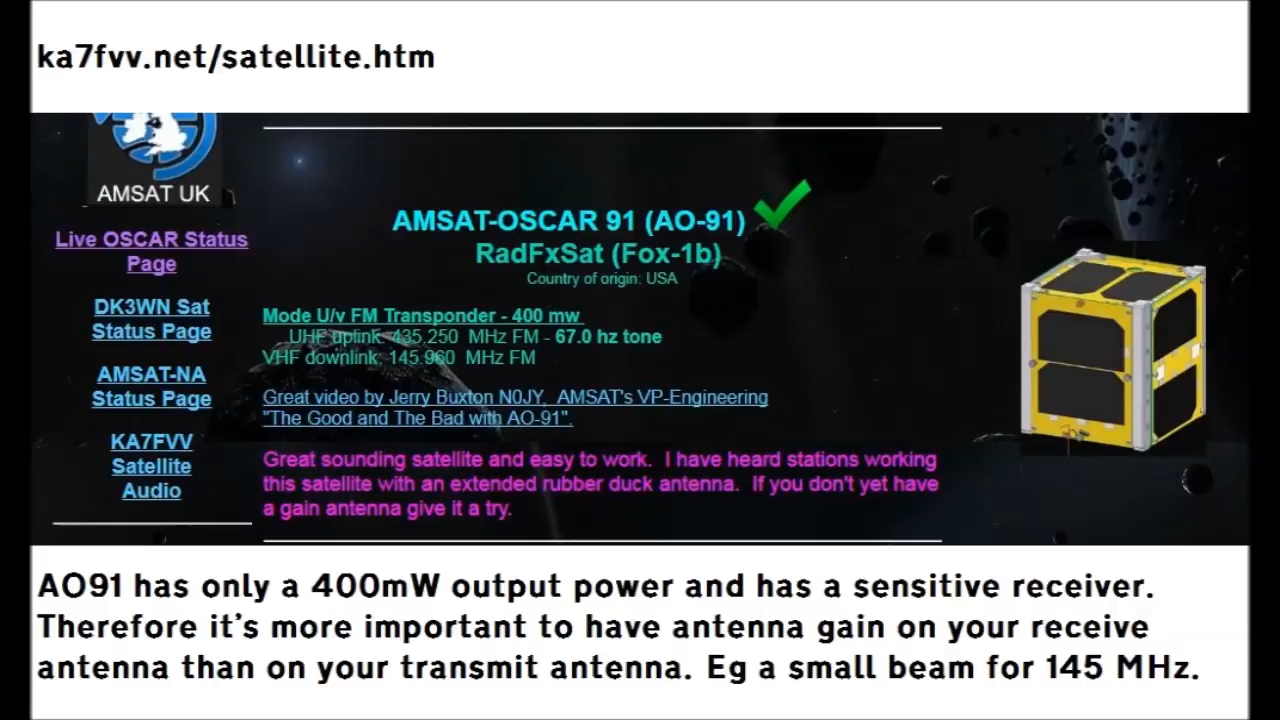 ka7fvv.net/satellite.htm
AMSAT UK
Live OSCAR Status
Page
DK3WN Sat
Status Page
AMSAT-NA
Status Page
KA7FVV
Satellite
Audio
AMSAT-OSCAR 91 (AO-91)
RadFxSat (Fox-1b)
Country of origin: USA
Mode U/v FM Transponder - 400 mw
UHF uplink: 435.250 MHz FM - 67.0 hz tone
VHF downlink: 145.960 MHz FM
Great video by Jerry Buxton N0JY, AMSAT's VP-Engineering
"The Good and The Bad with AO-91".
Great sounding satellite and easy to work. I have heard stations working
this satellite with an extended rubber duck antenna. If you don't yet have
a gain antenna give it a try.
AO91 has only a 400mW output power and has a sensitive receiver.
Therefore it's more important to have antenna gain on your receive
antenna than on your transmit antenna. Eg a small beam for 145 MHz.